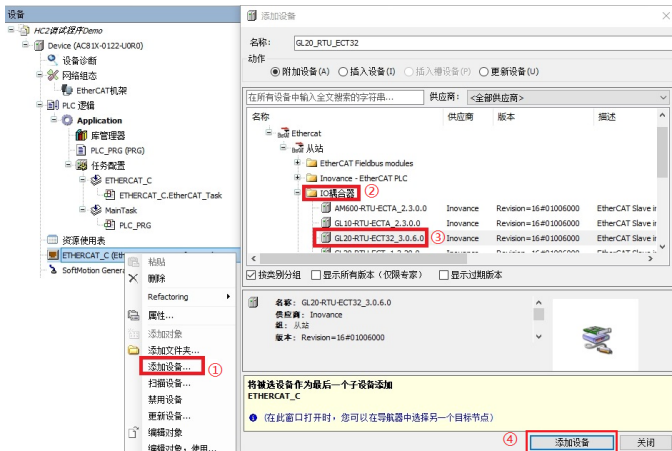 设备
HC2调试程序Demo
Device (AC81X-0122-U0R0)
设备诊断
网络组态
EtherCAT机架
PLC 逻辑
Application
库管理器
PLC_PRG (PRG)
任务配置
ETHERCAT_C
ETHERCAT_C.EtherCAT_Task
MainTask
PLC_PRG
资源使用表
ETHERCAT_C (Eth
SoftMotion Genera
粘贴
删除
Refactoring
属性...
添加对象
添加文件夹...
添加设备...
①
扫描设备...
禁用设备
更新设备...
编辑对象
编辑对象，使用...
添加设备
名称: GL20_RTU_ECT32
动作
附加设备(A) 插入设备(I) 插入槽设备(P) 更新设备(U)
在所有设备中输入全文搜索的字符串... 供应商: <全部供应商>
名称 供应商 版本 描述
Ethercat
从站
EtherCAT Fieldbus modules
Inovance - EtherCAT PLC
IO耦合器 ②
AM600-RTU-ECTA_2.3.0.0 Inovance Revision=16#01006000 EtherCAT Slave in
GL10-RTU-ECTA_2.3.0.0 Inovance Revision=16#01006000 EtherCAT Slave in
GL20-RTU-ECT32_3.0.6.0 ③ Inovance Revision=16#01006000 EtherCAT Slave in
按类别分组 显示所有版本（仅限专家） 显示过期版本
名称: GL20-RTU-ECT32_3.0.6.0
供应商: Inovance
组: 从站
版本: Revision=16#01006000
将被选设备作为最后一个子设备添加
ETHERCAT_C
(在此窗口打开时，您可以在导航器中选择另一个目标节点)
④ 添加设备 关闭